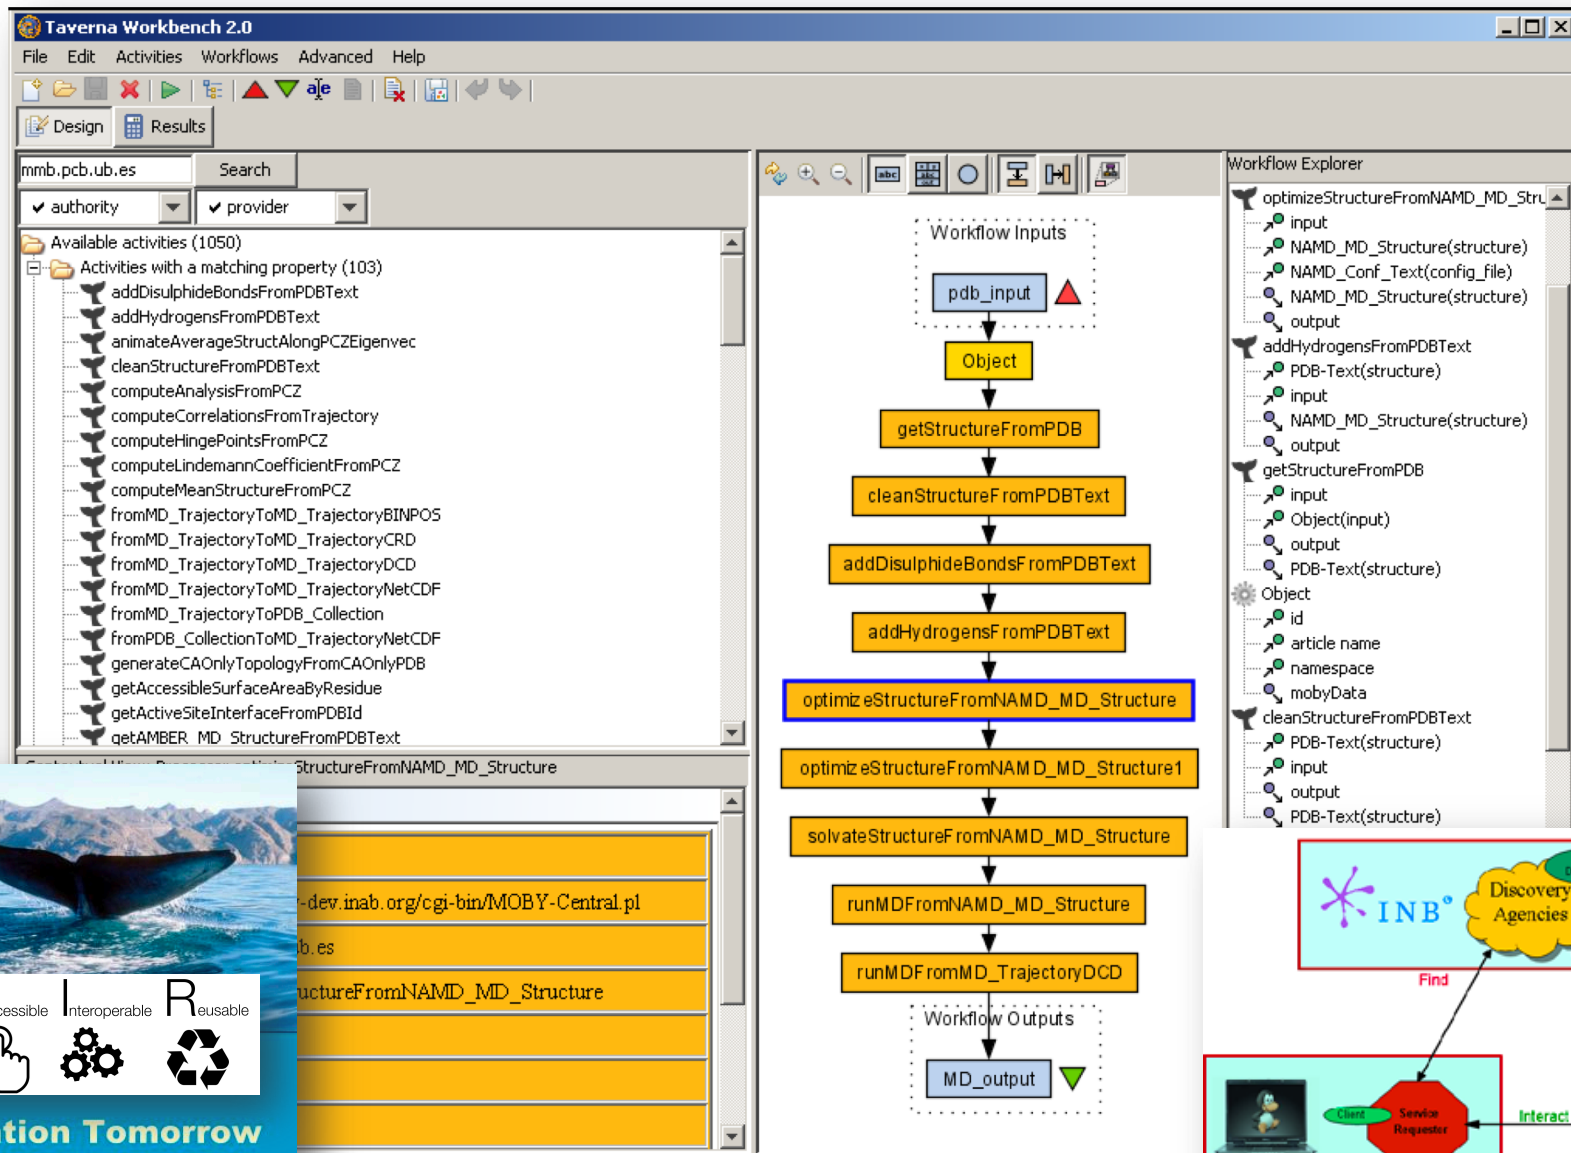 Taverna Workbench 2.0
File Edit Activities Workflows Advanced Help
Design Results
mmb.pcb.ub.es Search
authority provider
Available activities (1050)
Activities with a matching property (103)
addDisulphideBondsFromPDBText
addHydrogensFromPDBText
animateAverageStructAlongPCZEigenvec
cleanStructureFromPDBText
computeAnalysisFromPCZ
computeCorrelationsFromTrajectory
computeHingePointsFromPCZ
computeLindemannCoefficientFromPCZ
computeMeanStructureFromPCZ
fromMD_TrajectoryToMD_TrajectoryBINPOS
fromMD_TrajectoryToMD_TrajectoryCRD
fromMD_TrajectoryToMD_TrajectoryDCD
fromMD_TrajectoryToMD_TrajectoryNetCDF
fromMD_TrajectoryToPDB_Collection
fromPDB_CollectionToMD_TrajectoryNetCDF
generateCAOnlyTopologyFromCAOnlyPDB
getAccessibleSurfaceAreaByResidue
getActiveSiteInterfaceFromPDBId
getAMBER_MD_StructureFromPDBText
StructureFromNAMD_MD_Structure
-dev.inab.org/cgi-bin/MOBY-Central.pl
b.es
uctureFromNAMD_MD_Structure
cessible Interoperable Reusable
tion Tomorrow
abc
Workflow Inputs
pdb_input
Object
getStructureFromPDB
cleanStructureFromPDBText
addDisulphideBondsFromPDBText
addHydrogensFromPDBText
optimizeStructureFromNAMD_MD_Structure
optimizeStructureFromNAMD_MD_Structure1
solvateStructureFromNAMD_MD_Structure
runMDFromNAMD_MD_Structure
runMDFromMD_TrajectoryDCD
Workflow Outputs
MD_output
Workflow Explorer
optimizeStructureFromNAMD_MD_Stru
input
NAMD_MD_Structure(structure)
NAMD_Conf_Text(config_file)
NAMD_MD_Structure(structure)
output
addHydrogensFromPDBText
PDB-Text(structure)
input
NAMD_MD_Structure(structure)
output
getStructureFromPDB
input
Object(input)
output
PDB-Text(structure)
Object
id
article name
namespace
mobyData
cleanStructureFromPDBText
PDB-Text(structure)
input
output
PDB-Text(structure)
INB
Discovery
Agencies
Find
Client
Service
Requester
Interact